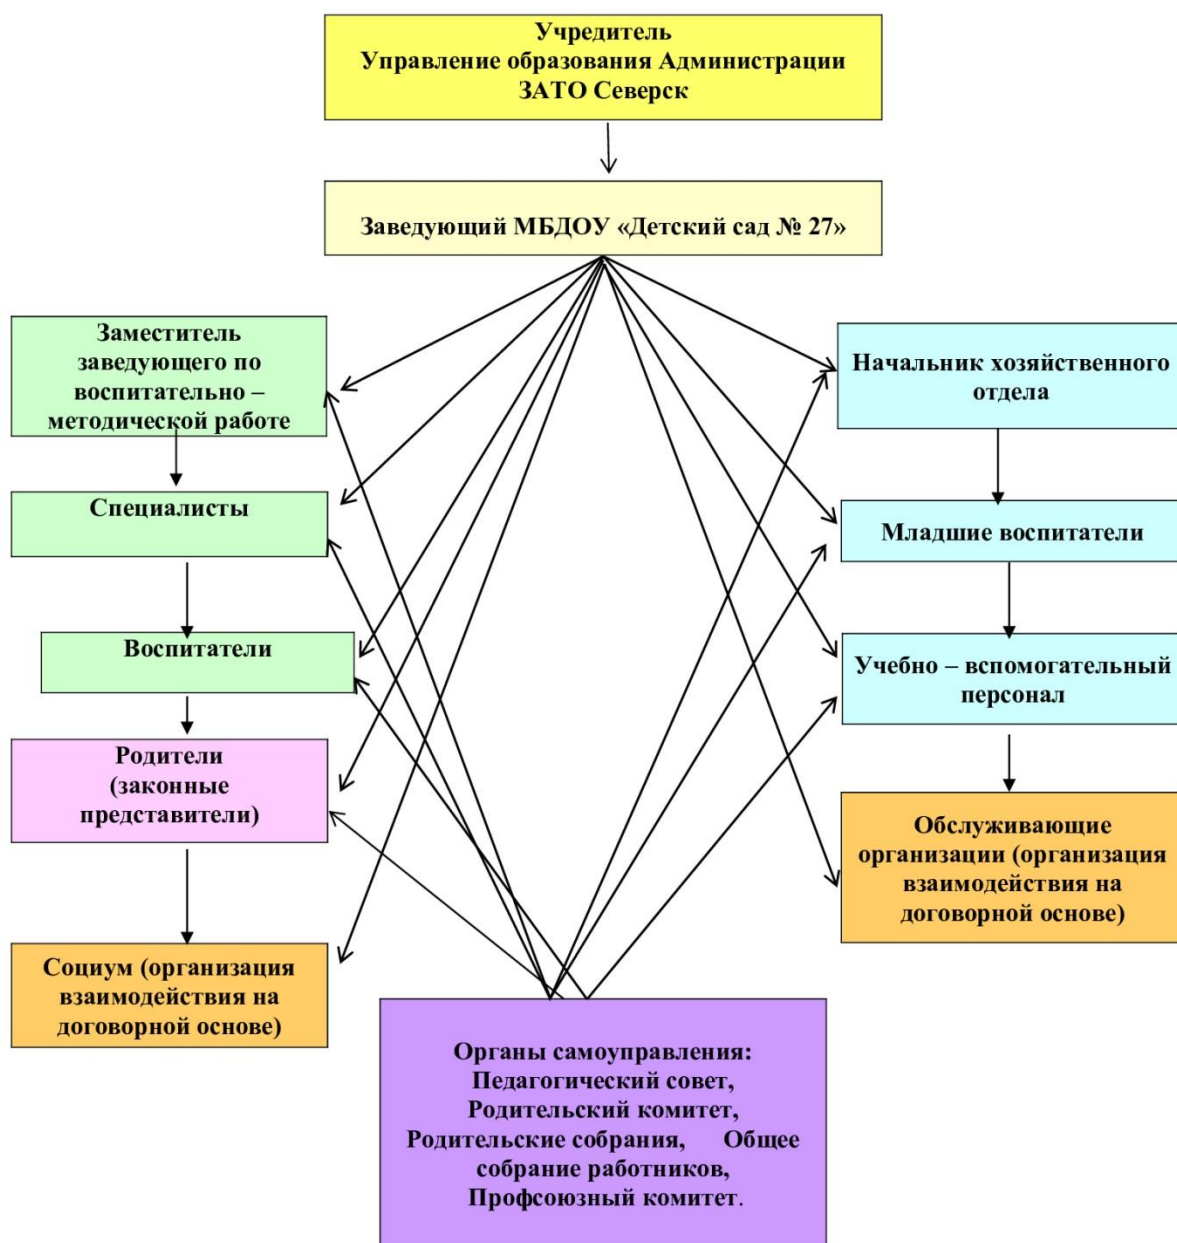 Учредитель
Управление образования Администрации
ЗАТО Северск
Заведующий МБДОУ «Детский сад № 27»
Заместитель
заведующего по
воспитательно –
методической работе
Специалисты
Воспитатели
Родители
(законные
представители)
Социум (организация
взаимодействия на
договорной основе)
Начальник хозяйственного
отдела
Младшие воспитатели
Учебно – вспомогательный
персонал
Обслуживающие
организации (организация
взаимодействия на
договорной основе)
Органы самоуправления:
Педагогический совет,
Родительский комитет,
Родительские собрания, Общее
собрание работников,
Профсоюзный комитет.